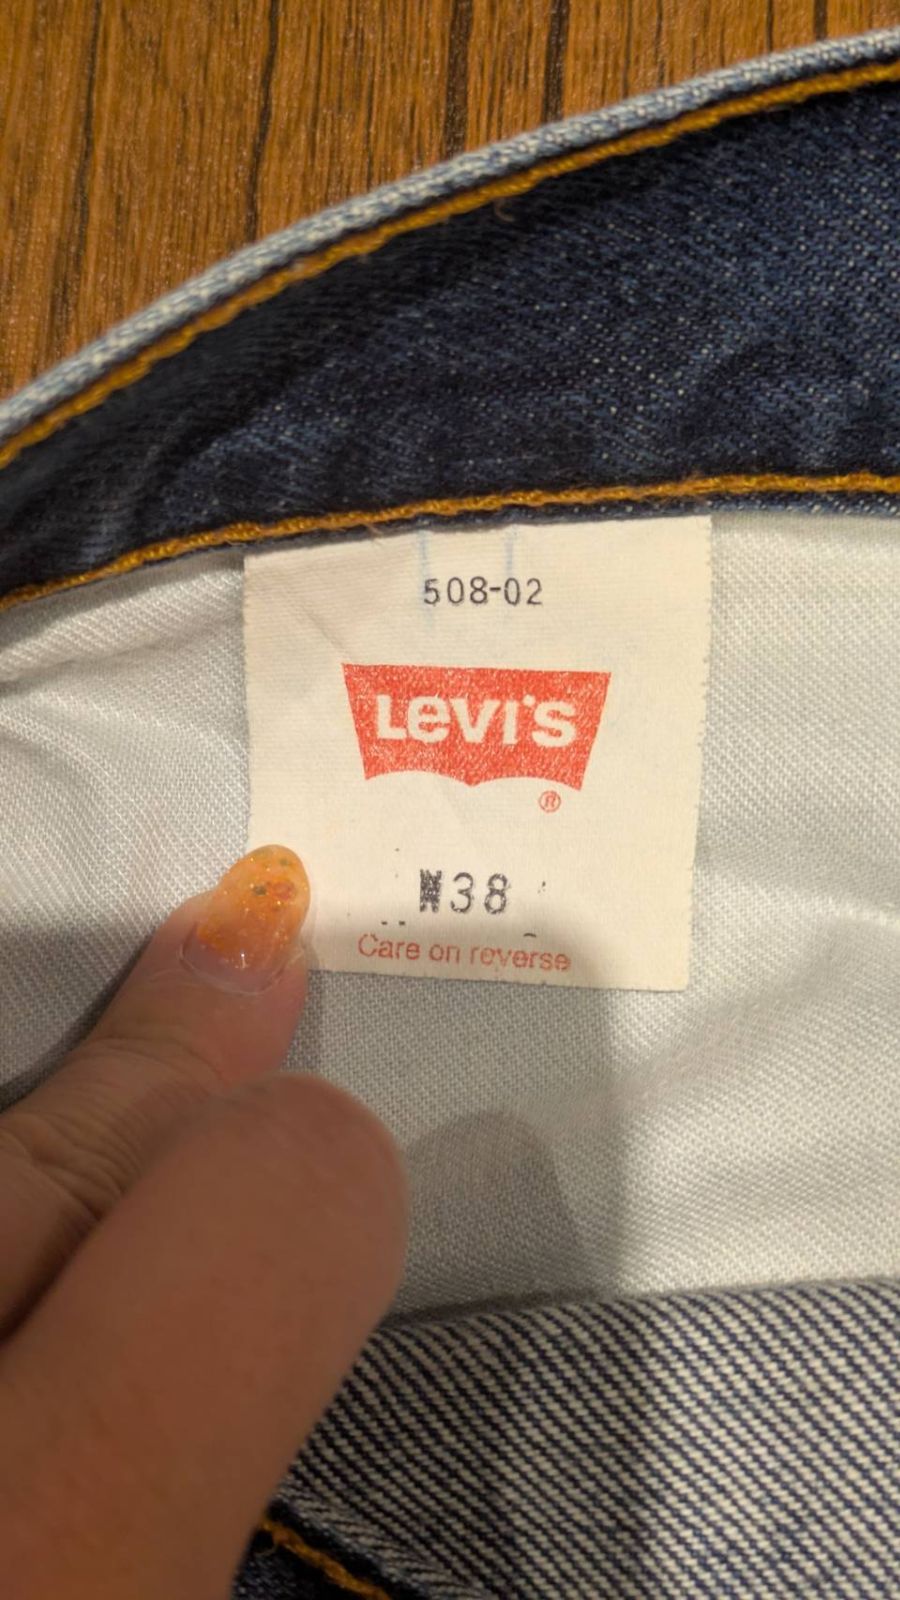 508-02
LEVI'S
®
W38
Care on reverse